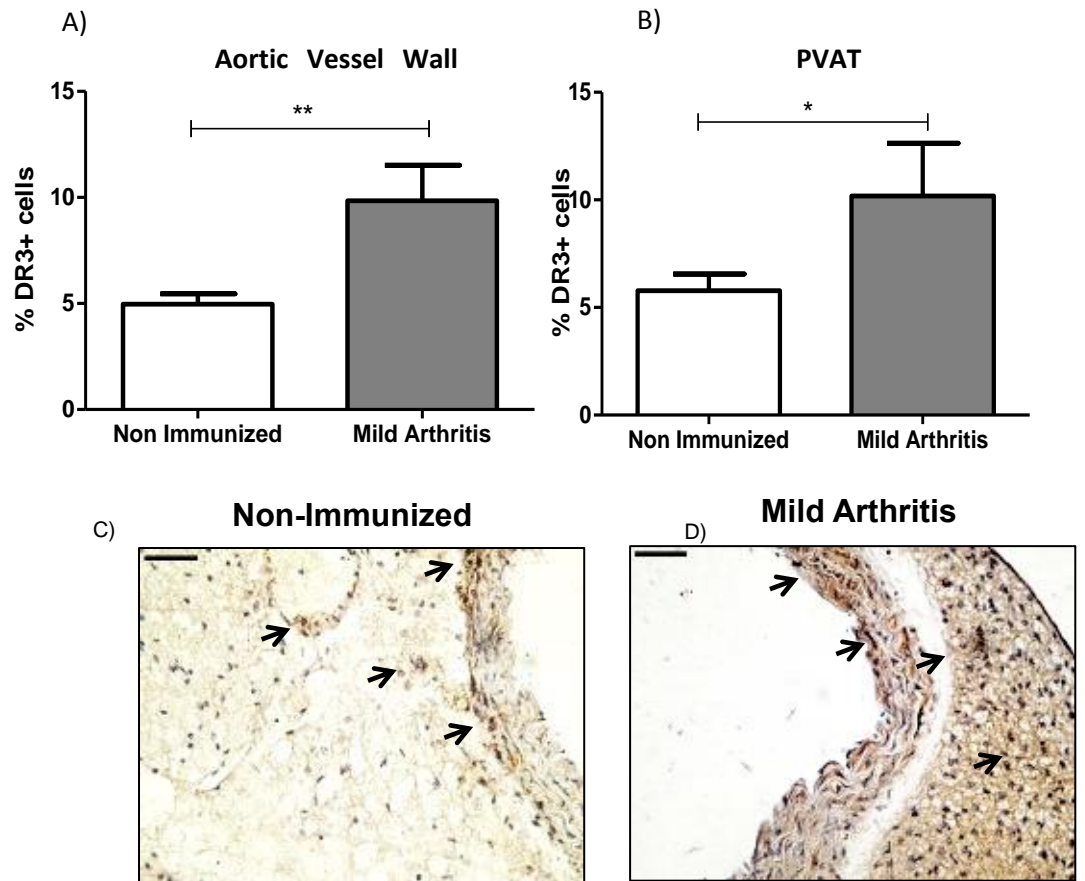 A)
Aortic Vessel Wall
% DR3+ cells
15
10
5
0
**
Non Immunized
Mild Arthritis
B)
PVAT
% DR3+ cells
15
10
5
0
*
Non Immunized
Mild Arthritis
C)
Non-Immunized
D)
Mild Arthritis